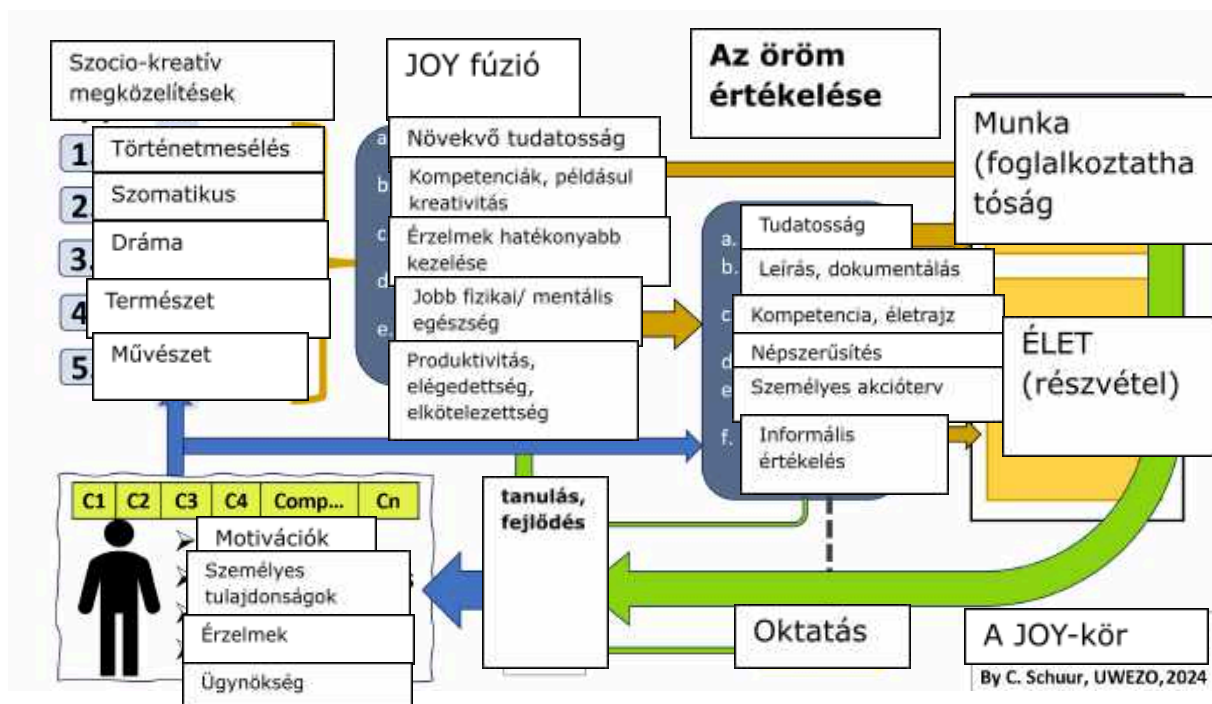 Szocio-kreatív
megközelítések
1.
Történetmesélés
2.
Szomatikus
3.
Dráma
4
Természet
5.
Művészet
JOY fúzió
a
Növekvő tudatosság
b
Kompetenciák, példásul
kreativitás
c
Érzelmek hatékonyabb
kezelése
d
Jobb fizikai/ mentális
egészség
e.
Produktivitás,
elégedettség,
elkötelezettség
Az öröm
értékelése
a.
Tudatosság
b.
Leírás, dokumentálás
c
Kompetencia, életrajz
d
Népszerűsítés
e
Személyes akcióterv
f.
Informális
értékelés
Munka
(foglalkoztatha
tóság
ÉLET
(részvétel)
C1 C2 C3 C4 Comp... Cn
Motivációk
Személyes
tulajdonságok
s
Érzelmek
Ügynökség
tanulás,
fejlődés
Oktatás
A JOY-kör
By C. Schuur, UWEZO, 2024